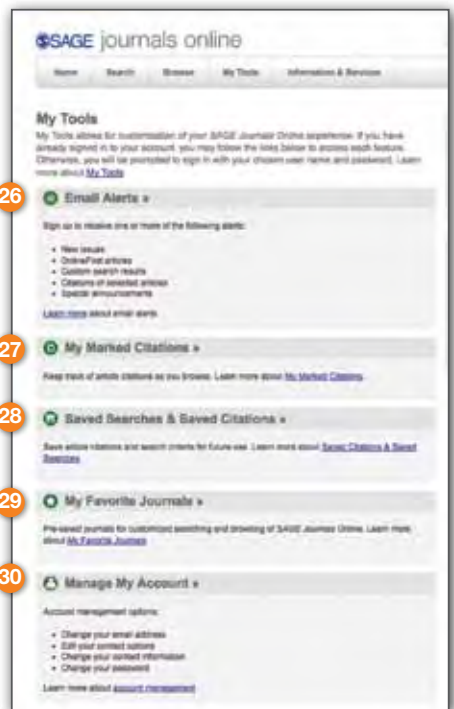 SAGE journals online
Home Search Browse My Tools Information & Services
My Tools
My Tools allows for customization of your SAGE Journals Online experience. If you have
already signed in to your account, you may follow the links below to access each feature.
Otherwise, you will be prompted to sign in with your chosen user name and password. Learn
more about My Tools
26
Email Alerts »
Sign up to receive one or more of the following alerts:
• New issues
• OnlineFirst articles
• Custom search results
• Citations of selected articles
• Special announcements
Learn more about email alerts
27
My Marked Citations »
Keep track of article citations as you browse. Learn more about My Marked Citations.
28
Saved Searches & Saved Citations »
Save article citations and search criteria for future use. Learn more about Saved Citations & Saved
Searches
29
My Favorite Journals »
Pre-saved journals for customized searching and browsing of SAGE Journals Online. Learn more
about My Favorite Journals
30
Manage My Account »
Account management options:
• Change your email address
• Edit your contact options
• Change your contact information
• Change your password
Learn more about account management